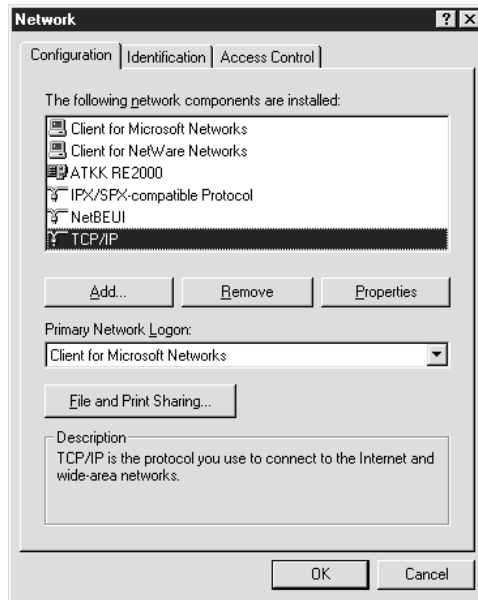 Network
Configuration Identification Access Control
The following network components are installed:
Client for Microsoft Networks
Client for NetWare Networks
ATKK RE2000
IPX/SPX-compatible Protocol
NetBEUI
TCP/IP
Add... Remove Properties
Primary Network Logon:
Client for Microsoft Networks
File and Print Sharing...
Description
TCP/IP is the protocol you use to connect to the Internet and
wide-area networks.
OK Cancel